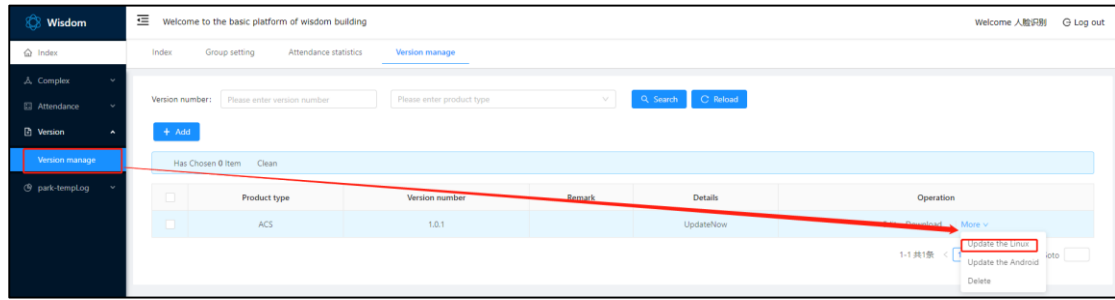 Wisdom
Welcome to the basic platform of wisdom building
Welcome 人脸识别 Log out
Index
Index Group setting Attendance statistics Version manage
Complex
Attendance
Version
Version manage
park-tempLog
Version number: Please enter version number Please enter product type Search Reload
+ Add
Has Chosen 0 Item Clean
Product type Version number Remark Details Operation
ACS 1.0.1 UpdateNow Download More
Update the Linux
1-1 共1条 < 1
Update the Android
Delete